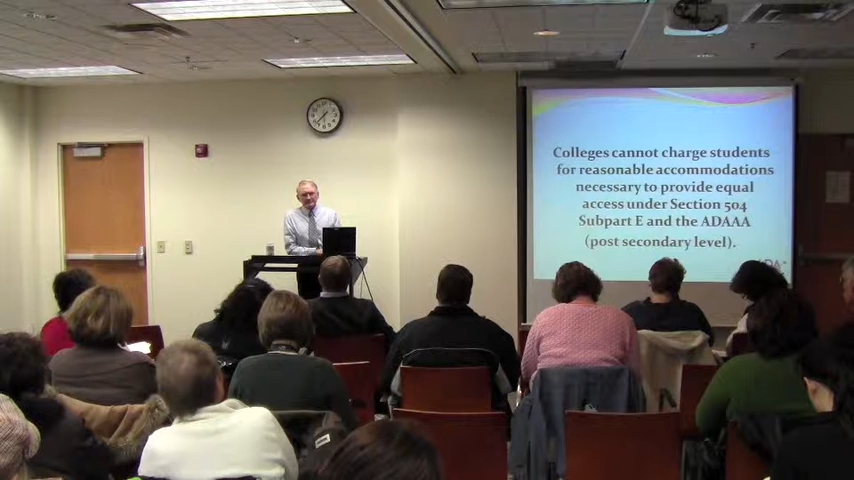 Colleges cannot charge students
for reasonable accommodations
necessary to provide equal
access under Section 504
Subpart E and the ADAAA
(post secondary level).